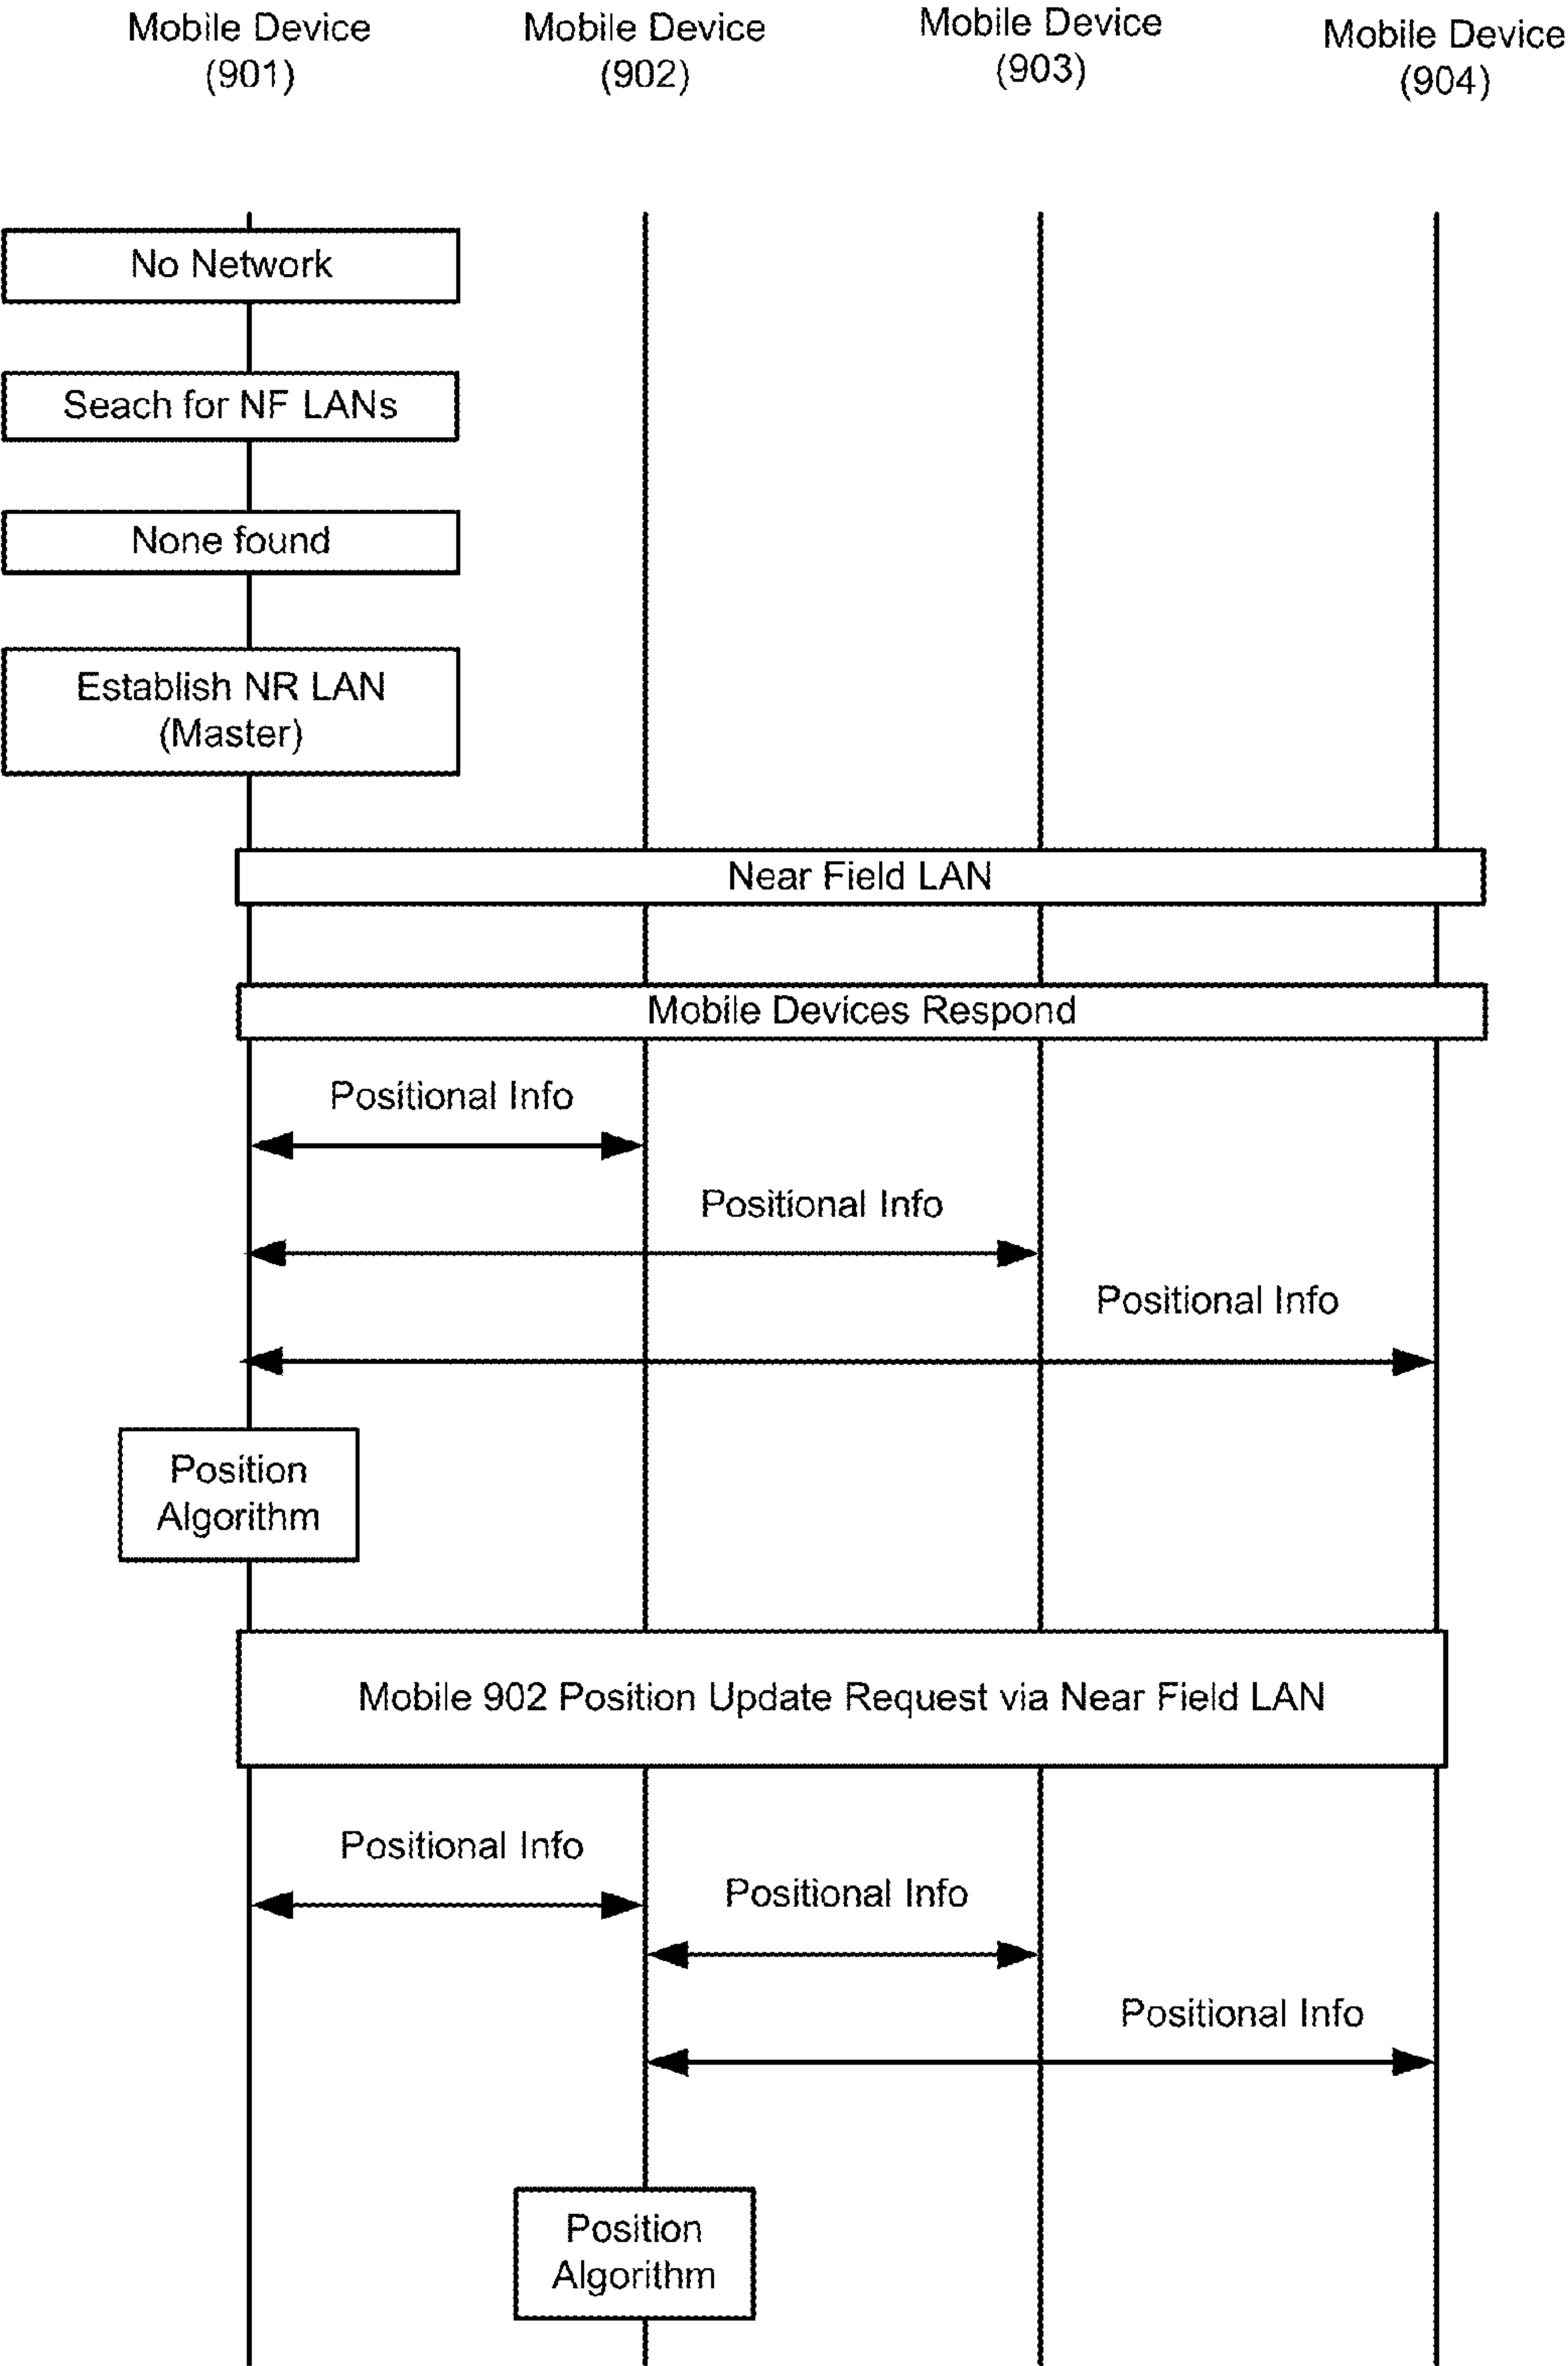 Mobile Device
(901)
Mobile Device
(902)
Mobile Device
(903)
Mobile Device
(904)
No Network
Seach for NF LANs
None found
Establish NR LAN
(Master)
Near Field LAN
Mobile Devices Respond
Positional Info
Positional Info
Positional Info
Position
Algorithm
Mobile 902 Position Update Request via Near Field LAN
Positional Info
Positional Info
Positional Info
Position
Algorithm